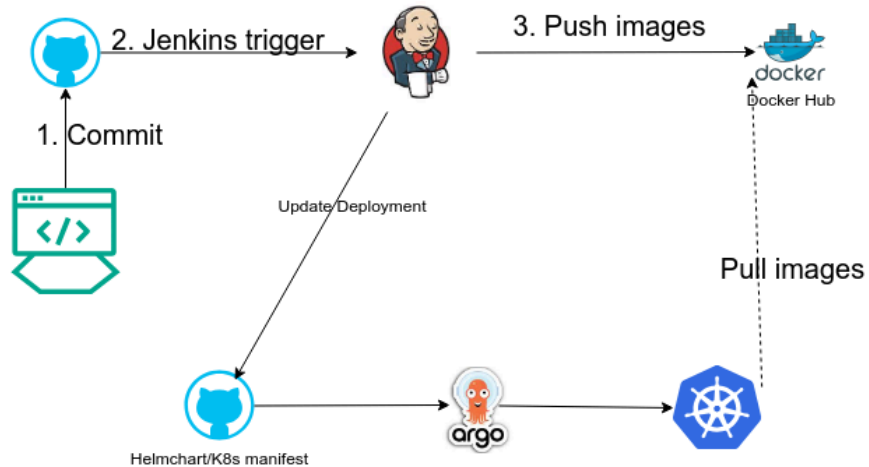 2. Jenkins trigger
3. Push images
docker
Docker Hub
1. Commit
</>
Update Deployment
Pull images
argo
Helmchart/K8s manifest